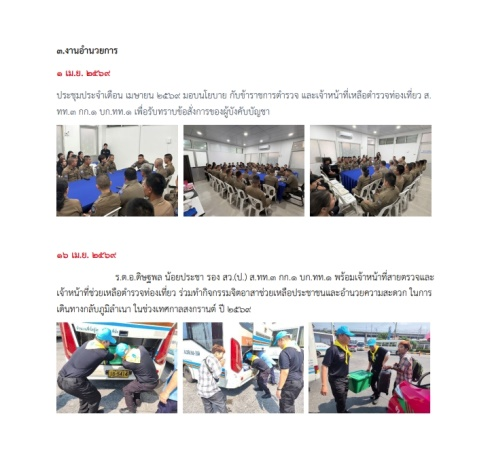 ๓.งานอำนวยการ
๑ เม.ย. ๒๕๖๙
ประชุมประจำเดือน เมษายน ๒๕๖๙ มอบนโยบาย กับข้าราชการตำรวจ และเจ้าหน้าที่เหลือตำรวจท่องเที่ยว ส.
ทท.๓ กก.๑ บก.ทท.๑ เพื่อรับทราบข้อสั่งการของผู้บังคับบัญชา
๑๖ เม.ย. ๒๕๖๙
ร.ต.อ.ดิษฐพล น้อยประชา รอง สว.(ป.) ส.ทท.๓ กก.๑ บก.ทท.๑ พร้อมเจ้าหน้าที่สายตรวจและ
เจ้าหน้าที่ช่วยเหลือตำรวจท่องเที่ยว ร่วมทำกิจกรรมจิตอาสาช่วยเหลือประชาชนและอำนวยความสะดวก ในการ
เดินทางกลับภูมิลำเนา ในช่วงเทศกาลสงกรานต์ ปี ๒๕๖๙